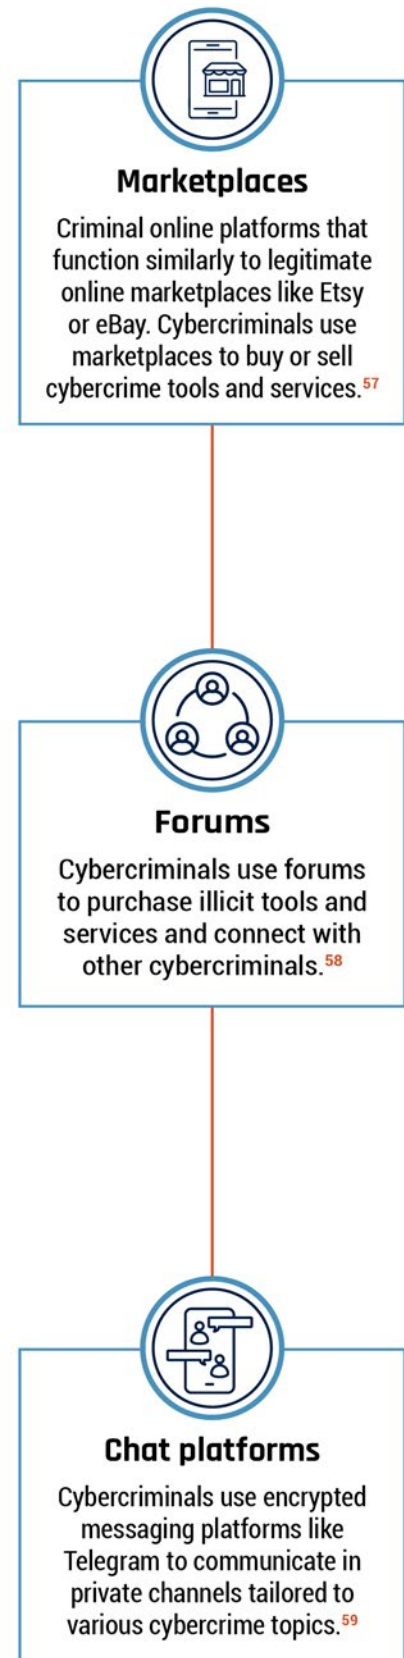 Marketplaces
Criminal online platforms that
function similarly to legitimate
online marketplaces like Etsy
or eBay. Cybercriminals use
marketplaces to buy or sell
cybercrime tools and services.57
Forums
Cybercriminals use forums
to purchase illicit tools and
services and connect with
other cybercriminals.58
Chat platforms
Cybercriminals use encrypted
messaging platforms like
Telegram to communicate in
private channels tailored to
various cybercrime topics.59